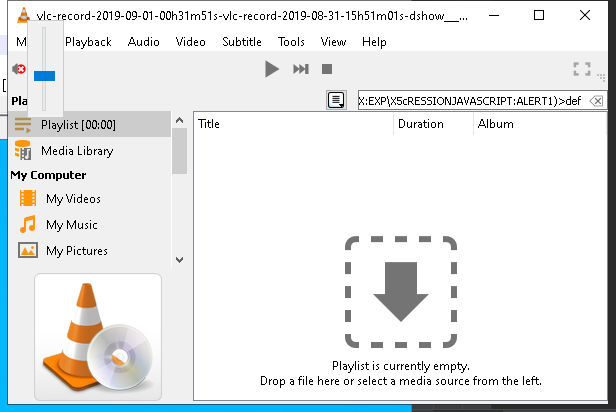 vlc-record-2019-09-01-00h31m51s-vlc-record-2019-08-31-15h51m01s-dshow__...
M Playback Audio Video Subtitle Tools View Help
X:EXP\X5cRESSIONJAVASCRIPT:ALERT1)>def
Pla
Playlist [00:00]
Title Duration Album
Media Library
My Computer
My Videos
My Music
My Pictures
Playlist is currently empty.
Drop a file here or select a media source from the left.